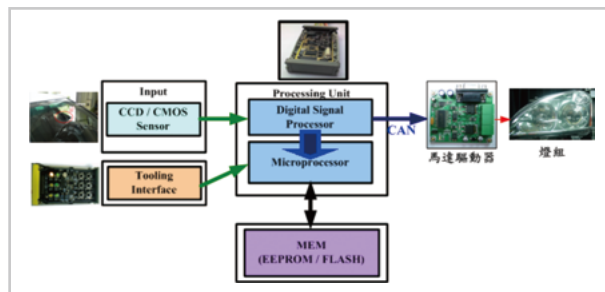 Input
CCD / CMOS
Sensor
Tooling
Interface
Processing Unit
Digital Signal
Processor
Microprocessor
MEM
(EEPROM / FLASH)
CAN
馬達驅動器
燈組